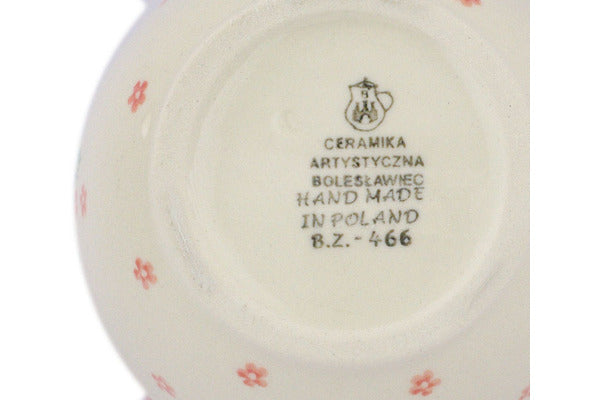 CERAMIKA
ARTYSTYCZNA
BOLESŁAWIEC
HAND MADE
IN POLAND
B.Z. - 466